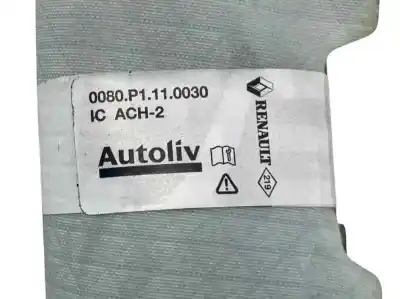 0080.P1.11.0030
IC ACH-2
Autoliv
RENAULT
219